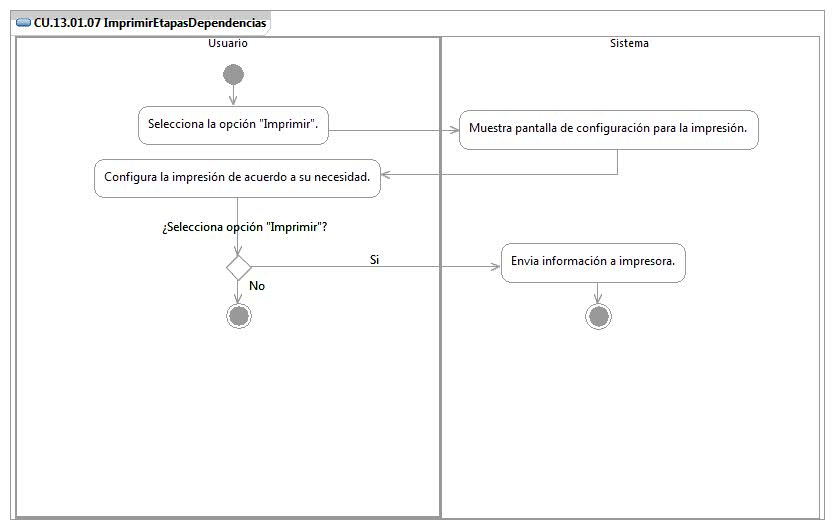 CU.13.01.07 ImprimirEtapasDependencias
Usuario
Sistema
Selecciona la opción "Imprimir".
Muestra pantalla de configuración para la impresión.
Configura la impresión de acuerdo a su necesidad.
¿Selecciona opción "Imprimir"?
Si
Envia información a impresora.
No